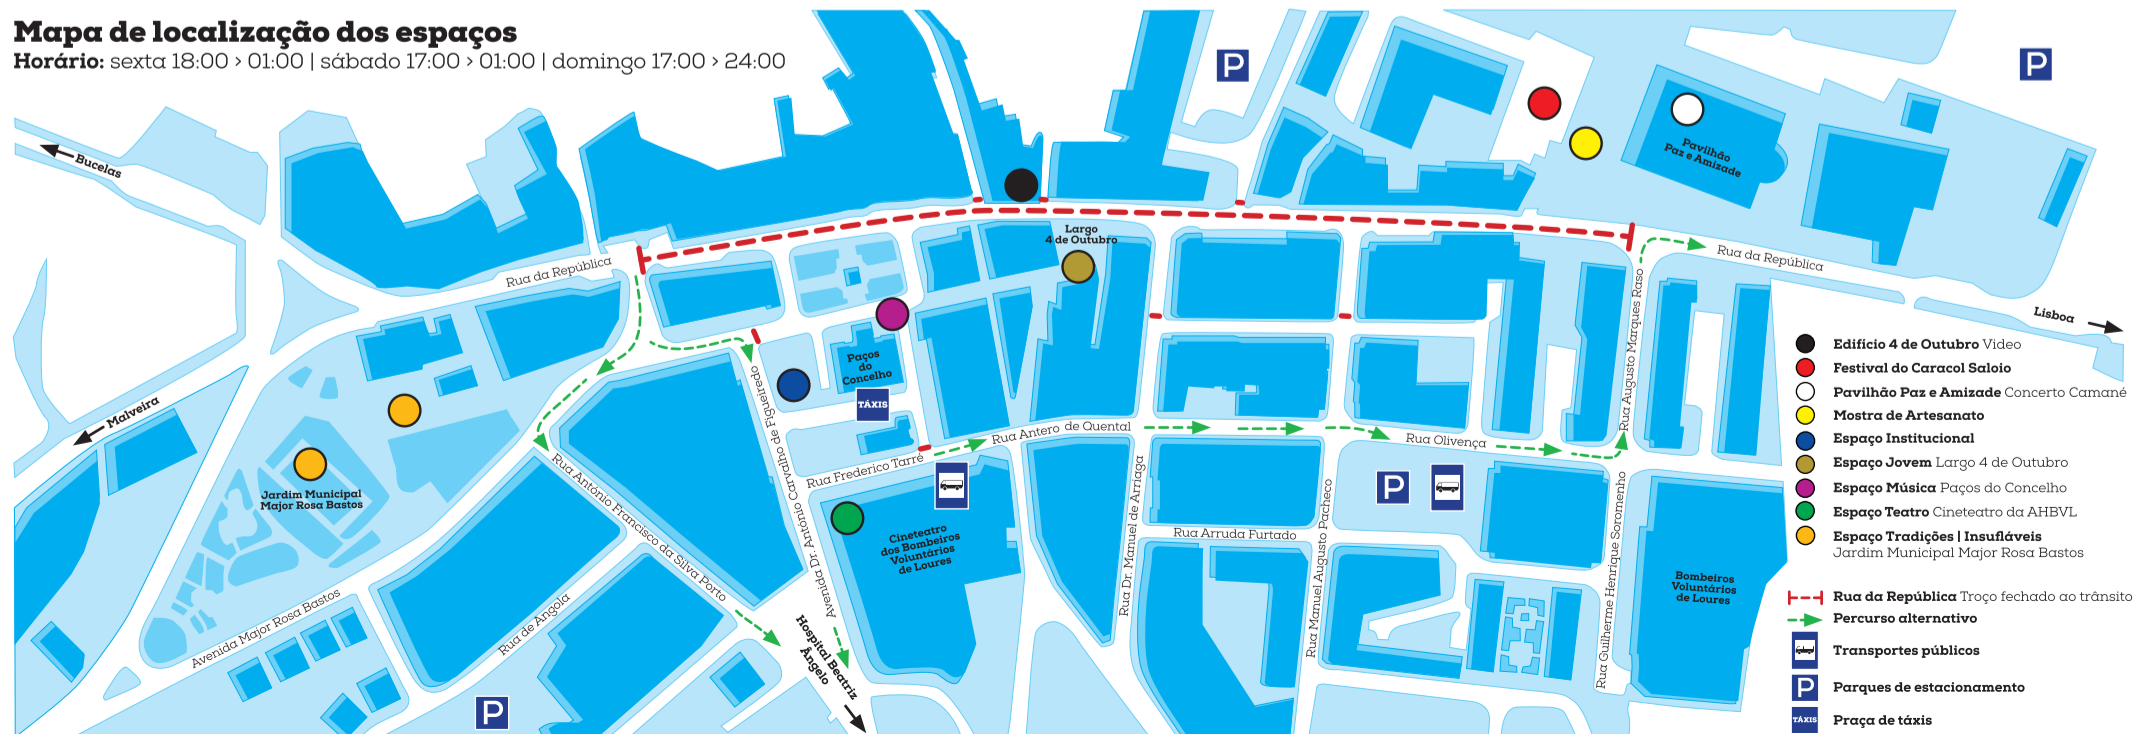 Mapa de localização dos espaços
Horário: sexta 18:00 > 01:00 | sábado 17:00 > 01:00 | domingo 17:00 > 24:00
P
P
Pavilhão
Paz e Amizade
Bucelas
Largo
4 de Outubro
Rua da República
Rua da República
Lisboa
Malveira
Paços
do
Concelho
TÁXIS
Rua Augusto Marques Raso
Avenida Dr. António Carvalho de Figueiredo
Rua Antero de Quental
Rua Olivença
Rua Frederico Tarré
Jardim Municipal
Major Rosa Bastos
Rua António Francisco da Silva Porto
P
Cineteatro
dos Bombeiros
Voluntários
de Loures
Rua Dr. Manuel de Arriaga
Rua Manuel Augusto Pacheco
Rua Arruda Furtado
Rua Guilherme Henrique Soromenho
Bombeiros
Voluntários
de Loures
Avenida Major Rosa Bastos
Rua de Angola
Hospital Beatriz
Ângelo
P
Edifício 4 de Outubro Video
Festival do Caracol Saloio
Pavilhão Paz e Amizade Concerto Camané
Mostra de Artesanato
Espaço Institucional
Espaço Jovem Largo 4 de Outubro
Espaço Música Paços do Concelho
Espaço Teatro Cineteatro da AHBVL
Espaço Tradições | Insufláveis
Jardim Municipal Major Rosa Bastos
Rua da República Troço fechado ao trânsito
Percurso alternativo
Transportes públicos
P Parques de estacionamento
TÁXIS Praça de táxis